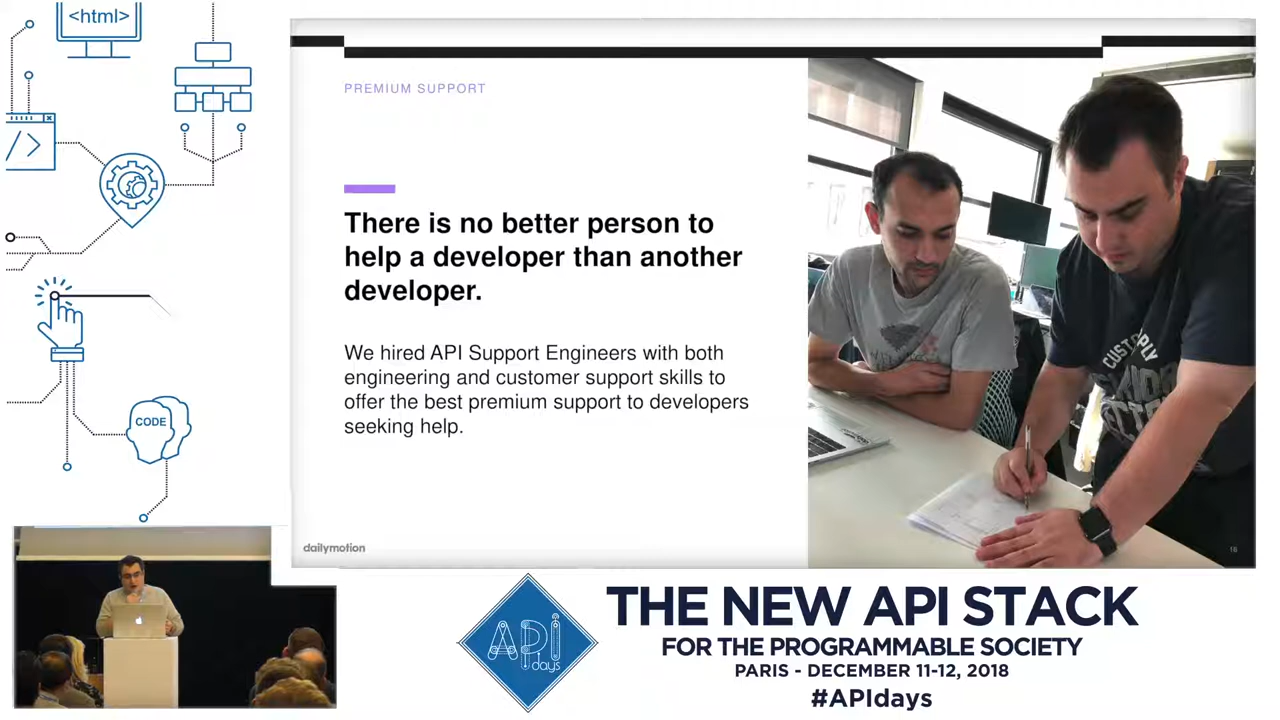 <html>
PREMIUM SUPPORT
There is no better person to
help a developer than another
developer.
We hired API Support Engineers with both
engineering and customer support skills to
offer the best premium support to developers
seeking help.
dailymotion
16
/>
CODE
API
days
THE NEW API STACK
FOR THE PROGRAMMABLE SOCIETY
PARIS - DECEMBER 11-12, 2018
#APIdays